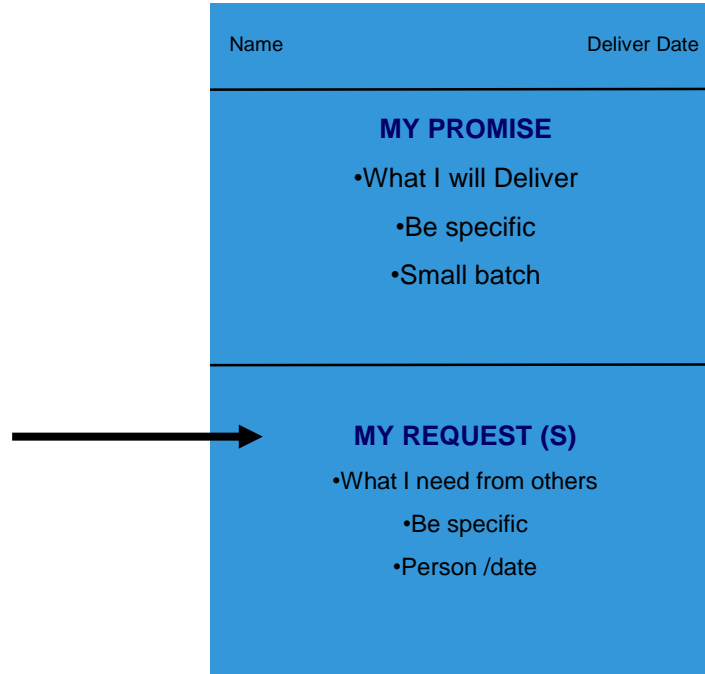 Name Deliver Date
MY PROMISE
•What I will Deliver
•Be specific
•Small batch
MY REQUEST (S)
•What I need from others
•Be specific
•Person /date